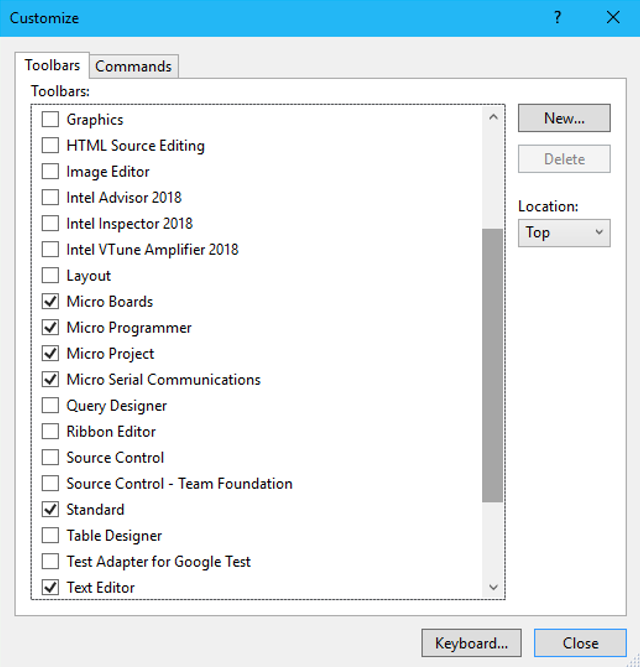 Customize
Toolbars Commands
Toolbars:
Graphics
HTML Source Editing
Image Editor
Intel Advisor 2018
Intel Inspector 2018
Intel VTune Amplifier 2018
Layout
Micro Boards
Micro Programmer
Micro Project
Micro Serial Communications
Query Designer
Ribbon Editor
Source Control
Source Control - Team Foundation
Standard
Table Designer
Test Adapter for Google Test
Text Editor
New...
Delete
Location:
Top
Keyboard... Close